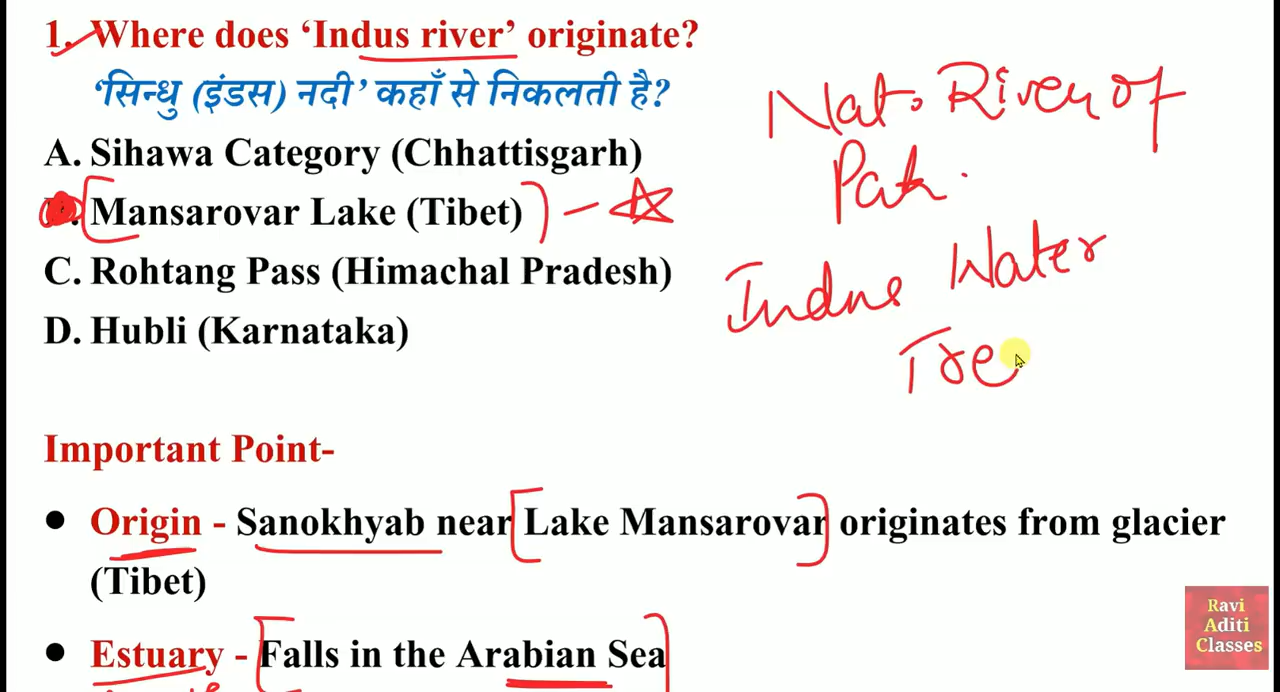 1. Where does ‘Indus river’ originate?
‘सिन्धु (इंडस) नदी’ कहाँ से निकलती है?
A. Sihawa Category (Chhattisgarh)
Mansarovar Lake (Tibet)
C. Rohtang Pass (Himachal Pradesh)
D. Hubli (Karnataka)
Nat. River of
Pak.
Indus Water
Tre
Important Point-
● Origin - Sanokhyab near Lake Mansarovar originates from glacier
(Tibet)
● Estuary - Falls in the Arabian Sea
Ravi
Aditi
Classes